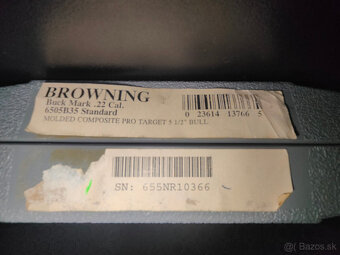 BROWNING
Buck Mark .22 Cal.
6505B35 Standard
MOLDED COMPOSITE PRO TARGET 5 1/2" BULL
0 23614 13766 5
SN: 655NR10366
Bazos.sk